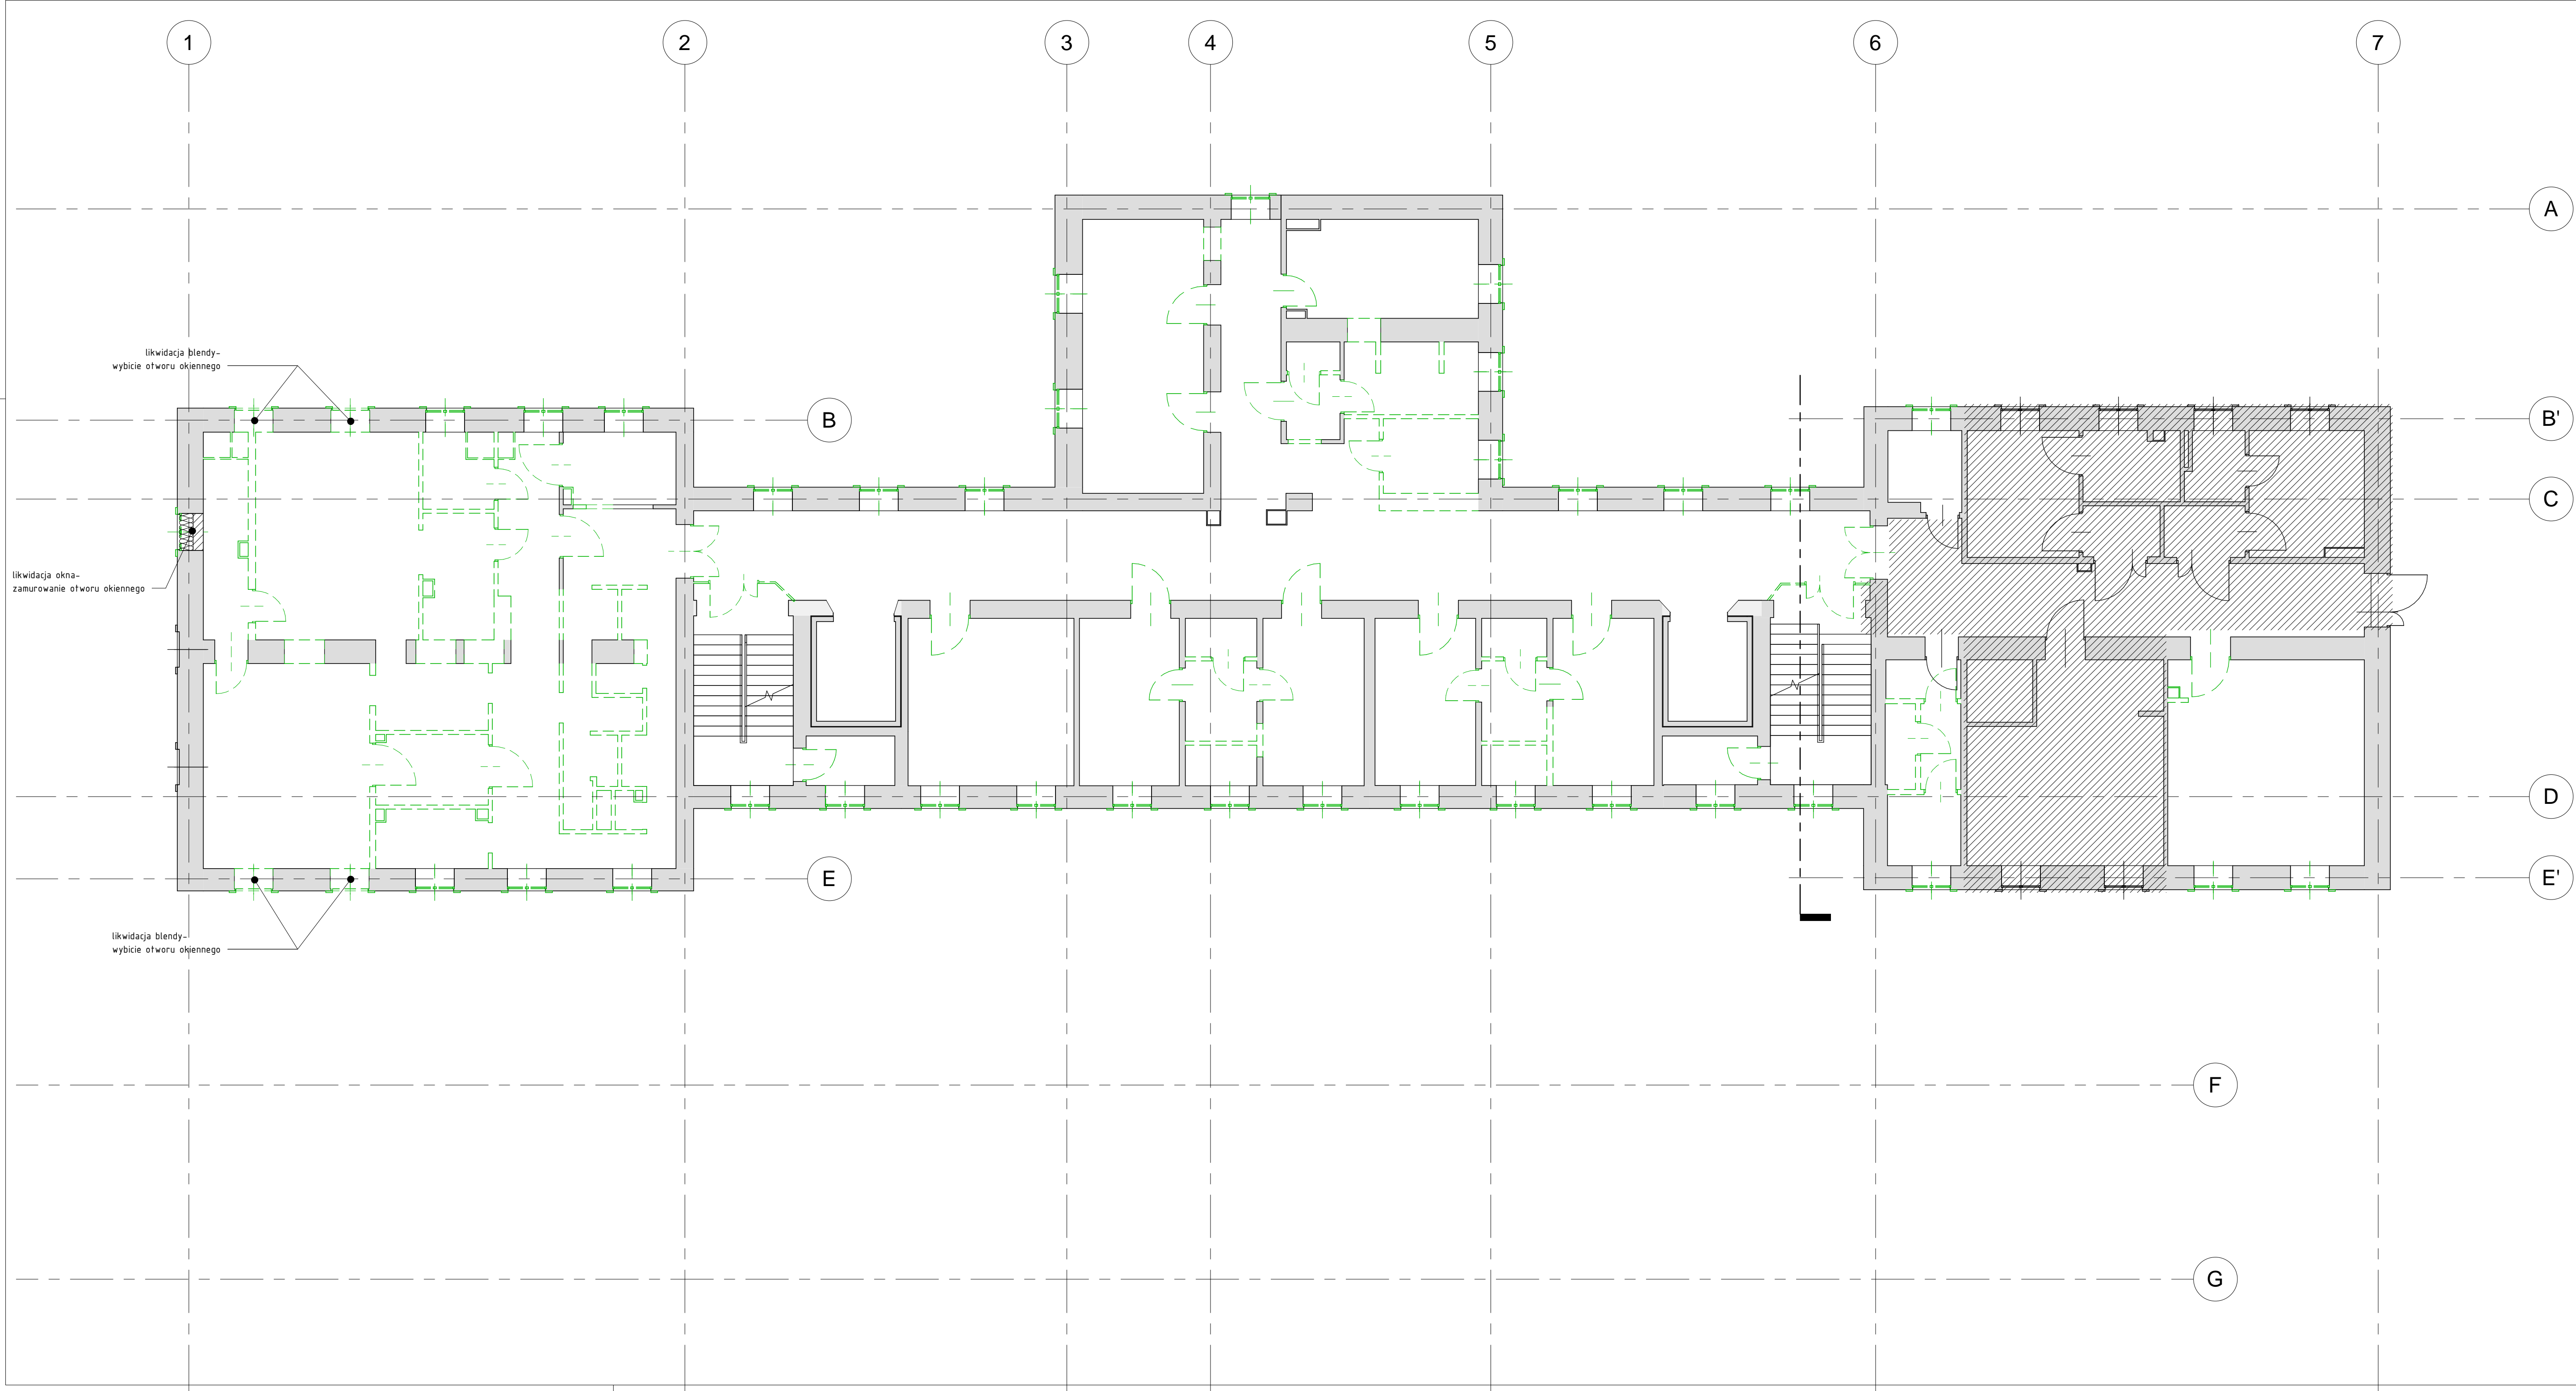 1
2
3
4
5
6
7
A
likwidacja blendy-
wybicie otworu okiennego
B
B'
C
likwidacja okna-
zamurowanie otworu okiennego
D
E
E'
likwidacja blendy-
wybicie otworu okiennego
F
G